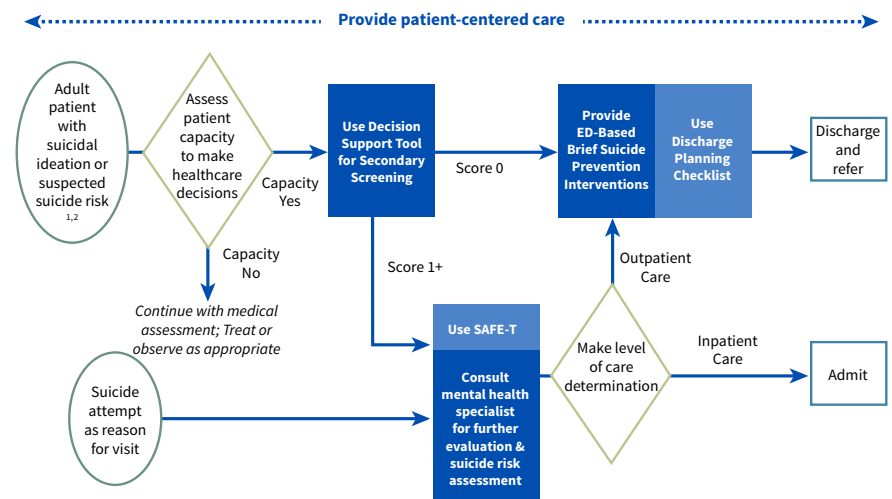 Provide patient-centered care
Adult
patient
with
suicidal
ideation or
suspected
suicide risk
1,2
Assess
patient
capacity
to make
healthcare
decisions
Capacity
Yes
Capacity
No
Continue with medical
assessment; Treat or
observe as appropriate
Use Decision
Support Tool
for Secondary
Screening
Score 0
Score 1+
Provide
ED-Based
Brief Suicide
Prevention
Interventions
Use
Discharge
Planning
Checklist
Discharge
and
refer
Outpatient
Care
Suicide
attempt
as reason
for visit
Use SAFE-T
Consult
mental health
specialist
for further
evaluation &
suicide risk
assessment
Make level
of care
determination
Inpatient
Care
Admit